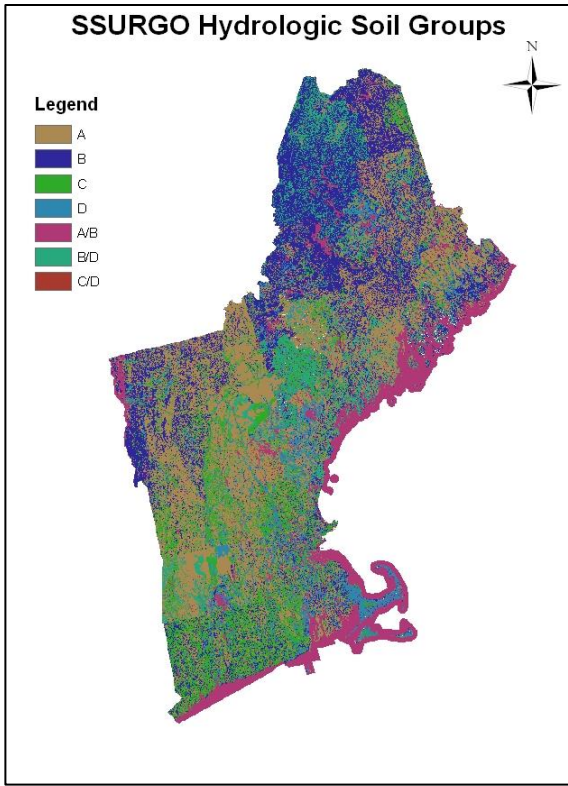 SSURGO Hydrologic Soil Groups
N
Legend
A
B
C
D
A/B
B/D
C/D